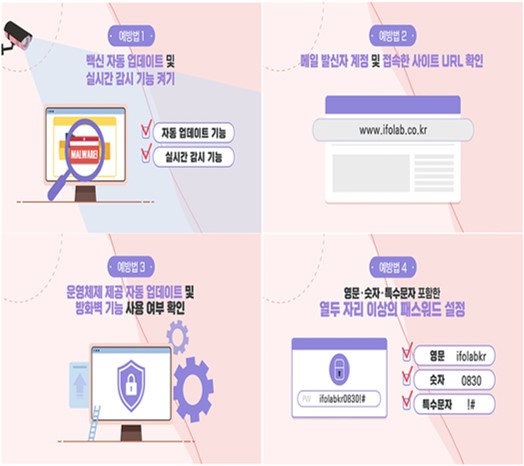 예방법 1
백신 자동 업데이트 및
실시간 감시 기능 켜기
MALWARE!
자동 업데이트 기능
실시간 감시 기능
예방법 2
메일 발신자 계정 및 접속한 사이트 URL 확인
www.ifolab.co.kr
예방법 3
운영체제 제공 자동 업데이트 및
방화벽 기능 사용 여부 확인
예방법 4
영문·숫자·특수문자 포함한
열두 자리 이상의 패스워드 설정
PW ifolabkr0830!#
영문 ifolabkr
숫자 0830
특수문자 !#